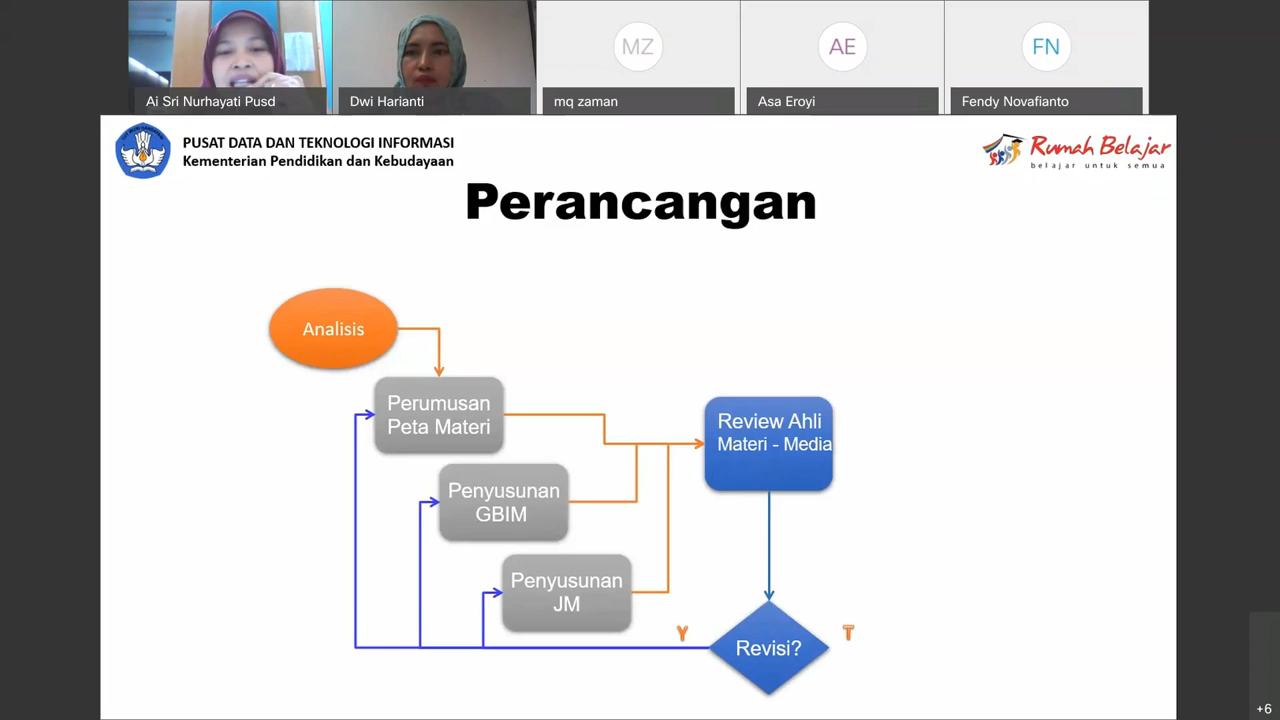 MZ
AE
FN
Ai Sri Nurhayati Pusd
Dwi Harianti
mq zaman
Asa Eroyi
Fendy Novafianto
PUSAT DATA DAN TEKNOLOGI INFORMASI
Kementerian Pendidikan dan Kebudayaan
Rumah Belajar
belajar untuk semua
Perancangan
Analisis
Perumusan
Peta Materi
Review Ahli
Materi - Media
Penyusunan
GBIM
Penyusunan
JM
Y
Revisi?
T
+6